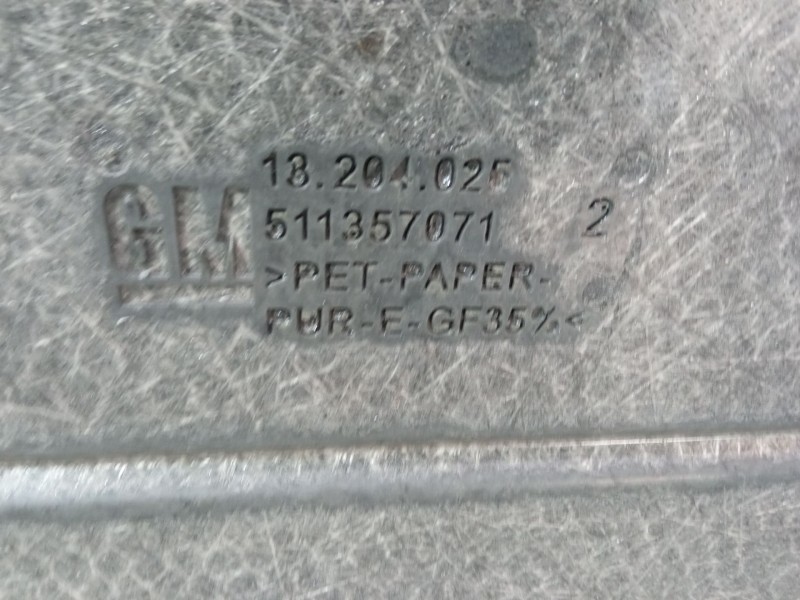 GM
18.204.025
511357071 2
>PET-PAPER-
PUR-E-GF35%<